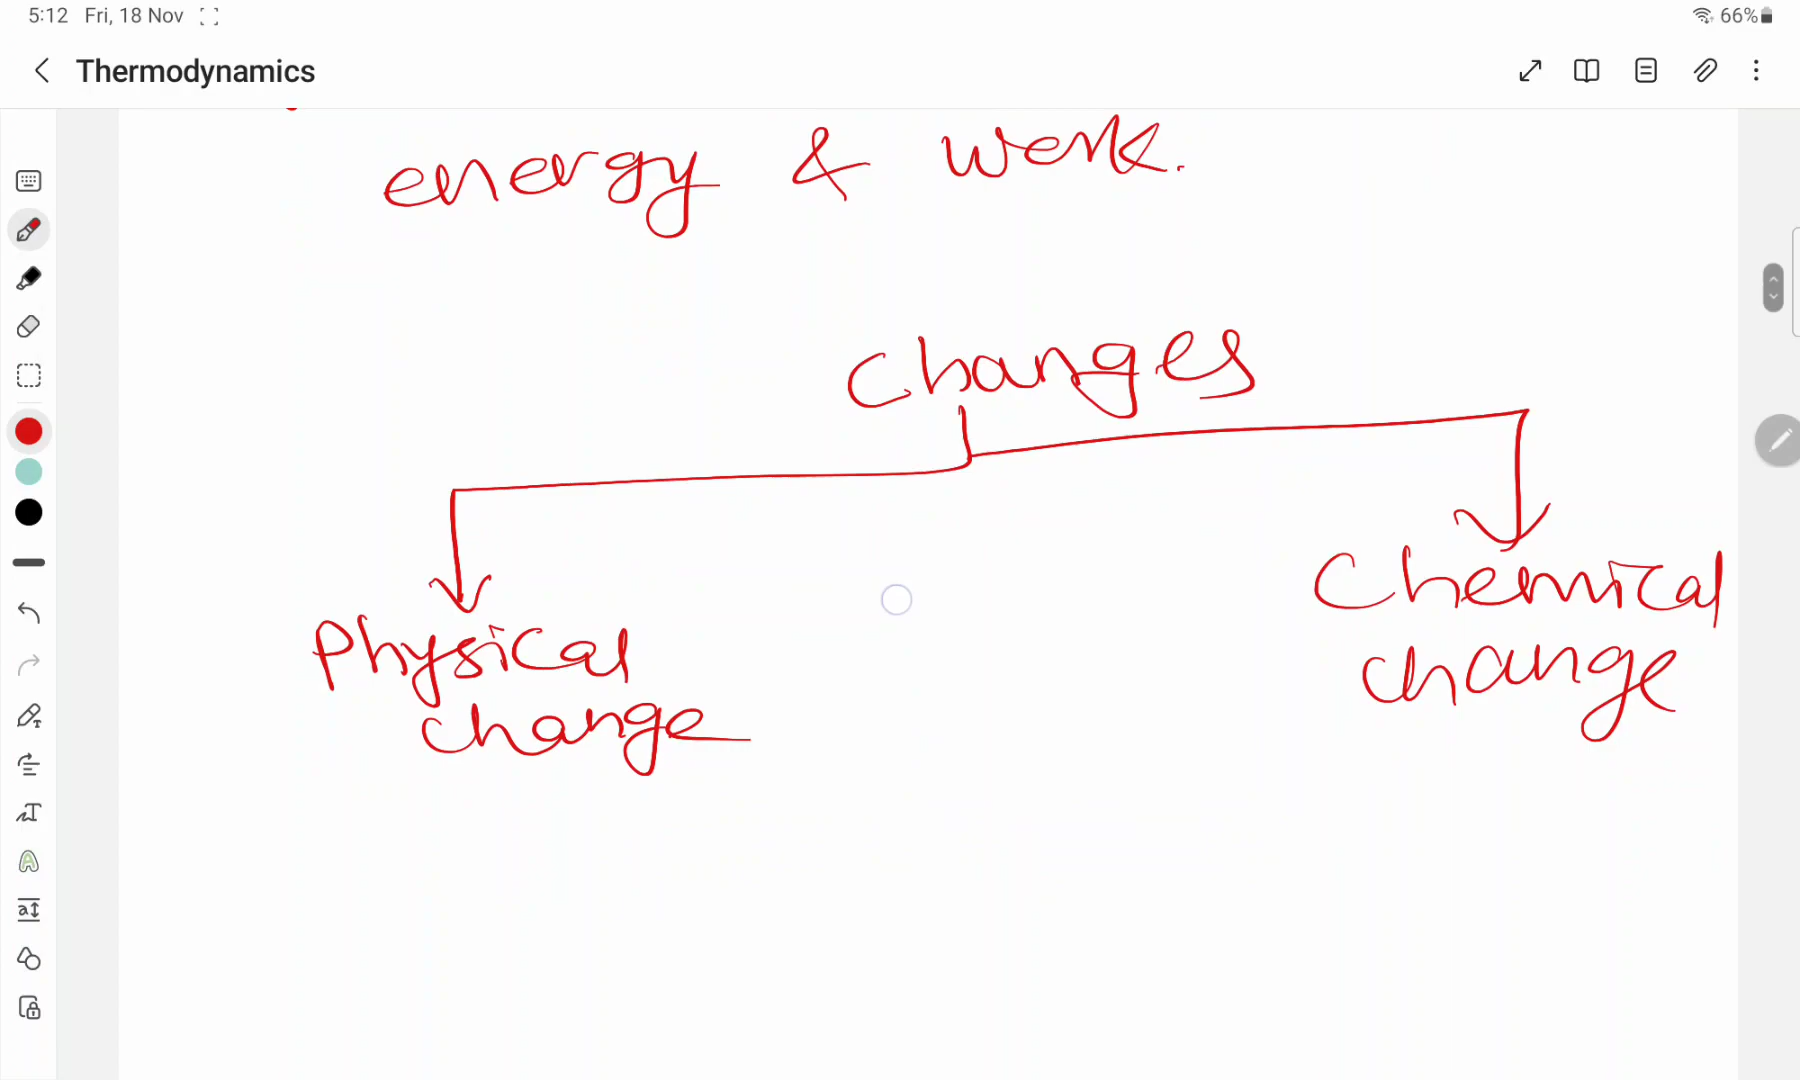 5:12 Fri, 18 Nov 66%
Thermodynamics
energy & work.
Changes
Physical
change
Chemical
change